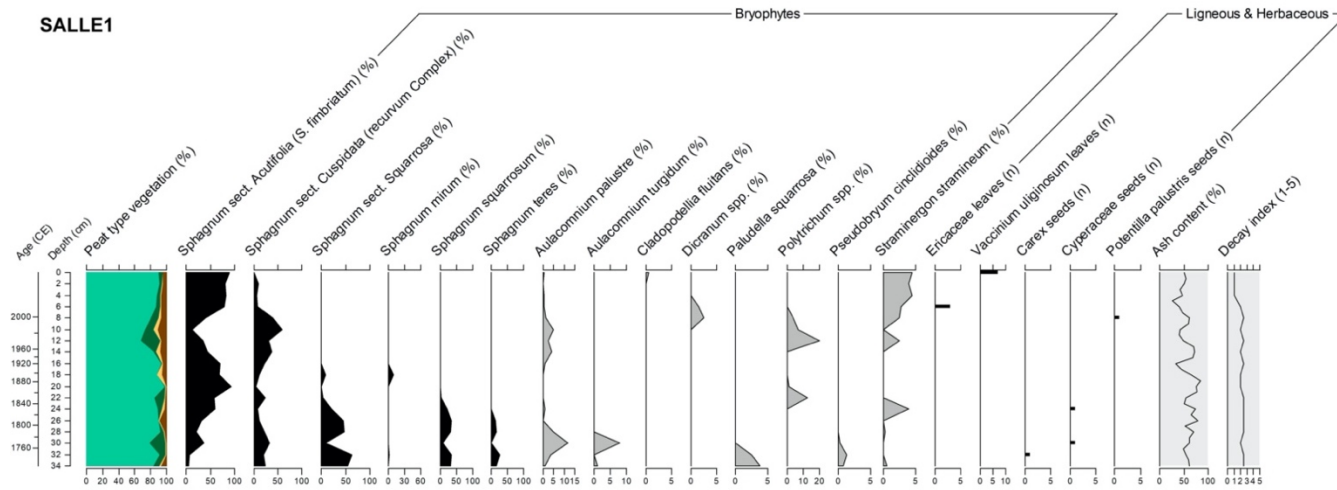 SALLE1
Bryophytes
Ligneous & Herbaceous
Age (CE)
Depth (cm)
Peat type vegetation (%)
Sphagnum sect. Acutifolia (S. fimbriatum) (%)
Sphagnum sect. Cuspidata (recurvum Complex) (%)
Sphagnum sect. Squarrosa (%)
Sphagnum mirum (%)
Sphagnum squarrosum (%)
Sphagnum teres (%)
Aulacomnium palustre (%)
Aulacomnium turgidum (%)
Cladopodiella fluitans (%)
Dicranum spp. (%)
Paludella squarrosa (%)
Polytrichum spp. (%)
Pseudobryum cinclidioides (%)
Straminergon stramineum (%)
Ericaceae leaves (n)
Vaccinium uliginosum leaves (n)
Carex seeds (n)
Cyperaceae seeds (n)
Potentilla palustris seeds (n)
Ash content (%)
Decay index (1-5)
0
2
4
6
2000 8
10
12
1960 14
1920 16
18
1880 20
22
1840 24
26
1800 28
30
1760 32
34
0 20 40 60 80 100
0 50 100
0 50 100
0 50 100
0 30 60
0 50 100
0 50 100
0 5 10 15
0 5 10
0 5
0 5
0 5
0 10 20
0 5
0 5 10
0 5
0 5 10
0 5
0 5
0 5
0 50 100
0 1 2 3 4 5